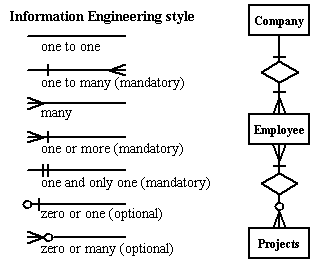 Information Engineering style
one to one
one to many (mandatory)
many
one or more (mandatory)
one and only one (mandatory)
zero or one (optional)
zero or many (optional)
Company
Employee
Projects